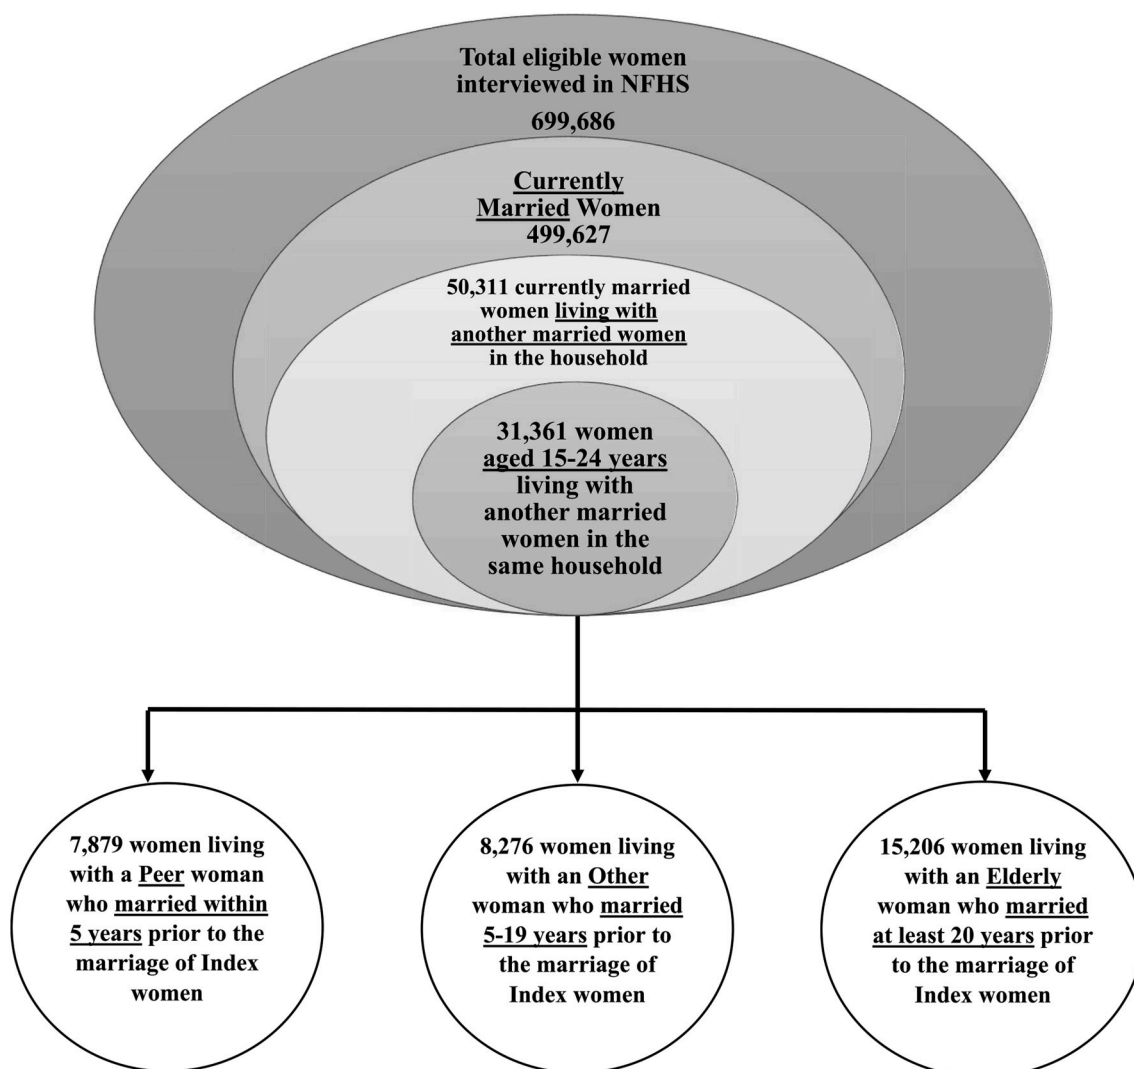 Total eligible women
interviewed in NFHS
699,686
Currently
Married Women
499,627
50,311 currently married
women living with
another married women
in the household
31,361 women
aged 15-24 years
living with
another married
women in the
same household
7,879 women living
with a Peer woman
who married within
5 years prior to the
marriage of Index
women
8,276 women living
with an Other
woman who married
5-19 years prior to
the marriage of
Index women
15,206 women living
with an Elderly
woman who married
at least 20 years prior
to the marriage of
Index women